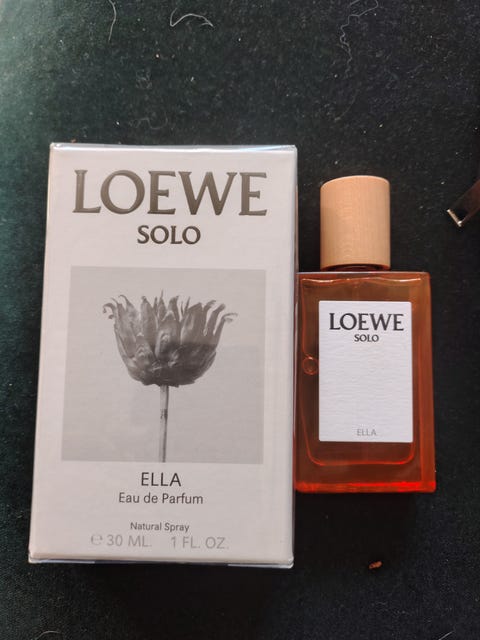 LOEWE
SOLO
ELLA
Eau de Parfum
Natural Spray
℮ 30 ML. 1 FL. OZ.
LOEWE
SOLO
ELLA